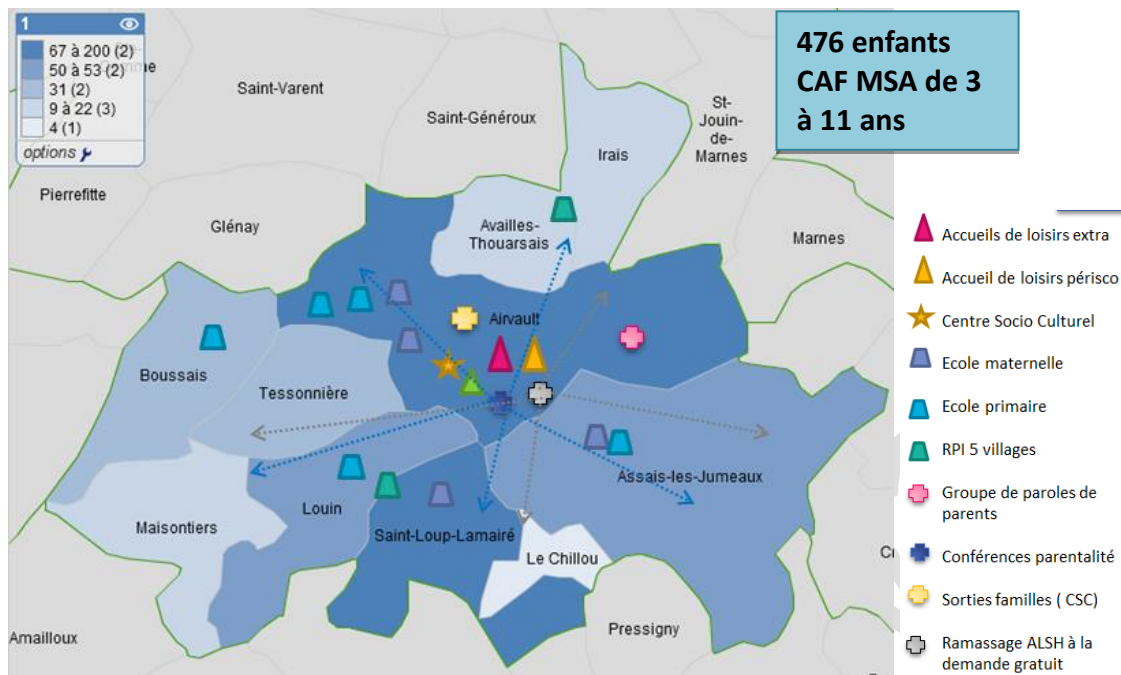 1
67 à 200 (2)
50 à 53 (2)
31 (2)
9 à 22 (3)
4 (1)
options
476 enfants
CAF MSA de 3
à 11 ans
Saint-Varent
Saint-Généroux
St-
Jouin-
de-
Marnes
Irais
Pierrefitte
Glénay
Availles-
Thouarsais
Marnes
Airvault
Boussais
Tessonnière
Assais-les-Jumeaux
Maisontiers
Louin
Saint-Loup-Lamairé
Le Chillou
Amailloux
Pressigny
Accueils de loisirs extra
Accueil de loisirs périsco
Centre Socio Culturel
Ecole maternelle
Ecole primaire
RPI 5 villages
Groupe de paroles de
parents
Conférences parentalité
Sorties familles ( CSC)
Ramassage ALSH à la
demande gratuit